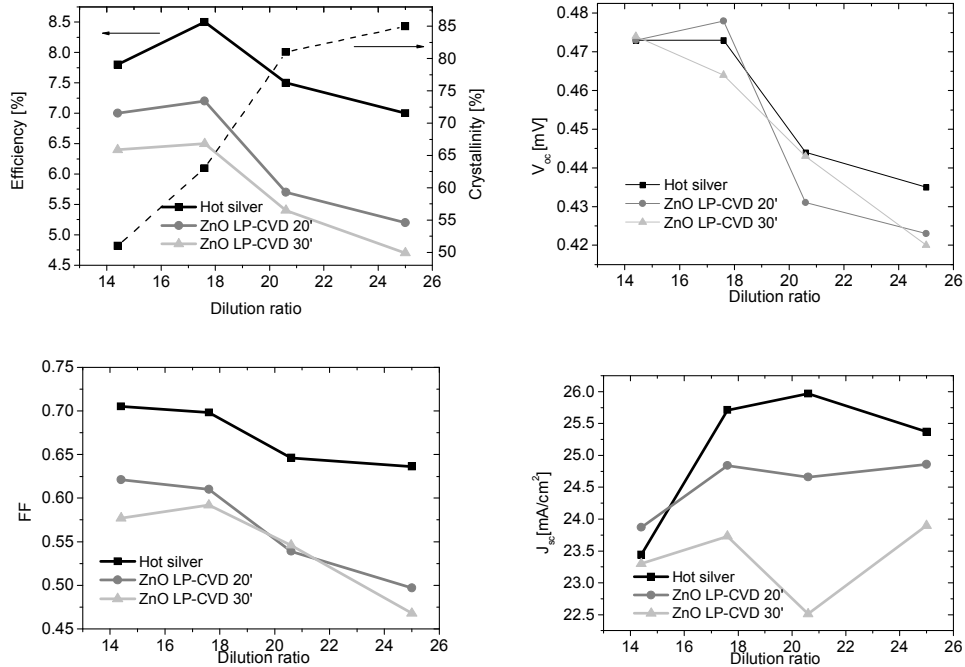 8.5
8.0
7.5
7.0
6.5
6.0
5.5
5.0
4.5
Efficiency [%]
85
80
75
70
65
60
55
50
Crystallinity [%]
Hot silver
ZnO LP-CVD 20'
ZnO LP-CVD 30'
14 16 18 20 22 24 26
Dilution ratio
0.48
0.47
0.46
0.45
0.44
0.43
0.42
V oc [mV]
Hot silver
ZnO LP-CVD 20'
ZnO LP-CVD 30'
14 16 18 20 22 24 26
Dilution ratio
0.75
0.70
0.65
0.60
0.55
0.50
0.45
FF
Hot silver
ZnO LP-CVD 20'
ZnO LP-CVD 30'
14 16 18 20 22 24 26
Dilution ratio
26.0
25.5
25.0
24.5
24.0
23.5
23.0
22.5
J sc [mA/cm²]
Hot silver
ZnO LP-CVD 20'
ZnO LP-CVD 30'
14 16 18 20 22 24 26
Dilution ratio